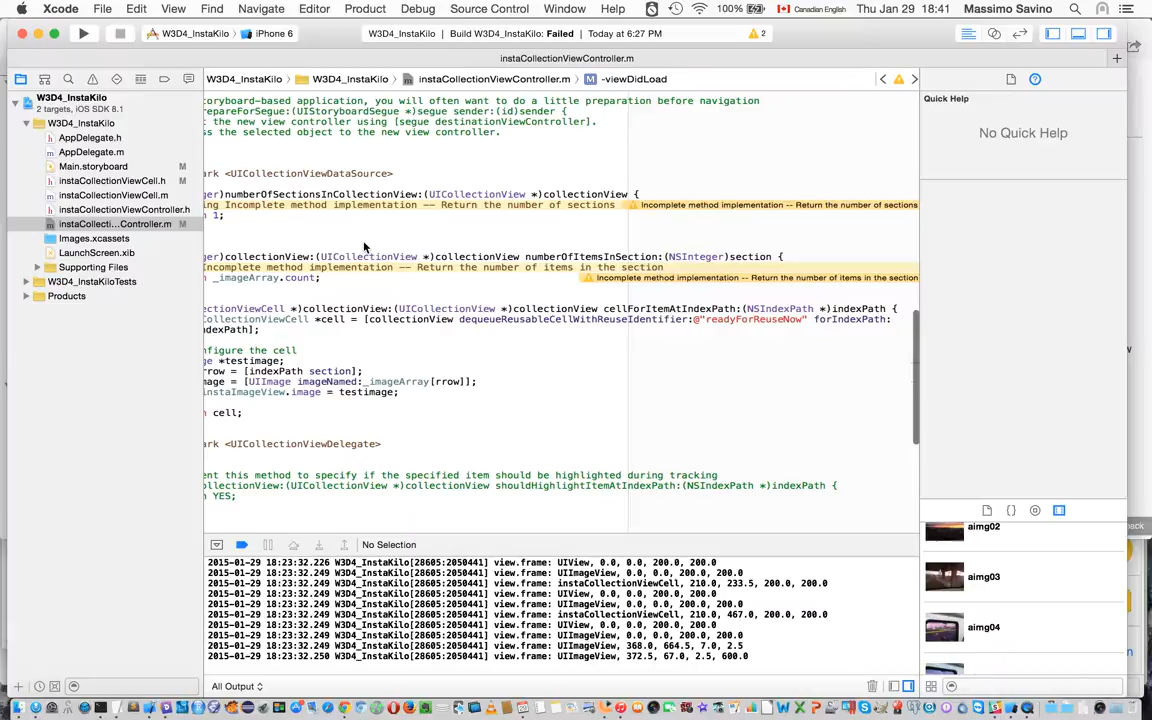 Xcode File Edit View Find Navigate Editor Product Debug Source Control Window Help 100% Canadian English Thu Jan 29 18:41 Massimo Savino
W3D4_InstaKilo iPhone 6 W3D4_InstaKilo Build W3D4_InstaKilo: Failed Today at 6:27 PM 2
instaCollectionViewController.m
W3D4_InstaKilo W3D4_InstaKilo instaCollectionViewController.m M -viewDidLoad
W3D4_InstaKilo
2 targets, iOS SDK 8.1
W3D4_InstaKilo
AppDelegate.h
AppDelegate.m
Main.storyboard M
instaCollectionViewCell.h M
instaCollectionViewCell.m
instaCollectionViewController.h
instaCollecti...Controller.m M
Images.xcassets
LaunchScreen.xib
Supporting Files
W3D4_InstaKiloTests
Products
toryboard-based application, you will often want to do a little preparation before navigation
repareForSegue:(UIStoryboardSegue *)segue sender:(id)sender {
t the new view controller using [segue destinationViewController].
ss the selected object to the new view controller.
ark <UICollectionViewDataSource>
ger)numberOfSectionsInCollectionView:(UICollectionView *)collectionView {
ing Incomplete method implementation -- Return the number of sections Incomplete method implementation -- Return the number of sections
n 1;
ger)collectionView:(UICollectionView *)collectionView numberOfItemsInSection:(NSInteger)section {
Incomplete method implementation -- Return the number of items in the section
Incomplete method implementation -- Return the number of items in the section
_imageArray.count;
ectionViewCell *)collectionView:(UICollectionView *)collectionView cellForItemAtIndexPath:(NSIndexPath *)indexPath {
CollectionViewCell *cell = [collectionView dequeueReusableCellWithReuseIdentifier:@"readyForReuseNow" forIndexPath:
ndexPath];
nfigure the cell
ge *testimage;
rrow = [indexPath section];
mage = [UIImage imageNamed:_imageArray[rrow]];
nstaImageView.image = testimage;
n cell;
ark <UICollectionViewDelegate>
ent this method to specify if the specified item should be highlighted during tracking
ollectionView:(UICollectionView *)collectionView shouldHighlightItemAtIndexPath:(NSIndexPath *)indexPath {
n YES;
No Selection
2015-01-29 18:23:32.226 W3D4_InstaKilo[28605:2050441] view.frame: UIView, 0.0, 0.0, 200.0, 200.0
2015-01-29 18:23:32.249 W3D4_InstaKilo[28605:2050441] view.frame: UIImageView, 0.0, 0.0, 200.0, 200.0
2015-01-29 18:23:32.249 W3D4_InstaKilo[28605:2050441] view.frame: instaCollectionViewCell, 210.0, 233.5, 200.0, 200.0
2015-01-29 18:23:32.249 W3D4_InstaKilo[28605:2050441] view.frame: UIView, 0.0, 0.0, 200.0, 200.0
2015-01-29 18:23:32.249 W3D4_InstaKilo[28605:2050441] view.frame: UIImageView, 0.0, 0.0, 200.0, 200.0
2015-01-29 18:23:32.249 W3D4_InstaKilo[28605:2050441] view.frame: instaCollectionViewCell, 210.0, 467.0, 200.0, 200.0
2015-01-29 18:23:32.249 W3D4_InstaKilo[28605:2050441] view.frame: UIView, 0.0, 0.0, 200.0, 200.0
2015-01-29 18:23:32.249 W3D4_InstaKilo[28605:2050441] view.frame: UIImageView, 0.0, 0.0, 200.0, 200.0
2015-01-29 18:23:32.249 W3D4_InstaKilo[28605:2050441] view.frame: UIImageView, 368.0, 664.5, 7.0, 2.5
2015-01-29 18:23:32.250 W3D4_InstaKilo[28605:2050441] view.frame: UIImageView, 372.5, 67.0, 2.5, 600.0
All Output
Quick Help
No Quick Help
aimg02
aimg03
aimg04